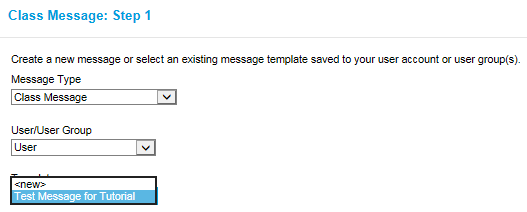 Class Message: Step 1
Create a new message or select an existing message template saved to your user account or user group(s).
Message Type
Class Message
User/User Group
User
<new>
Test Message for Tutorial